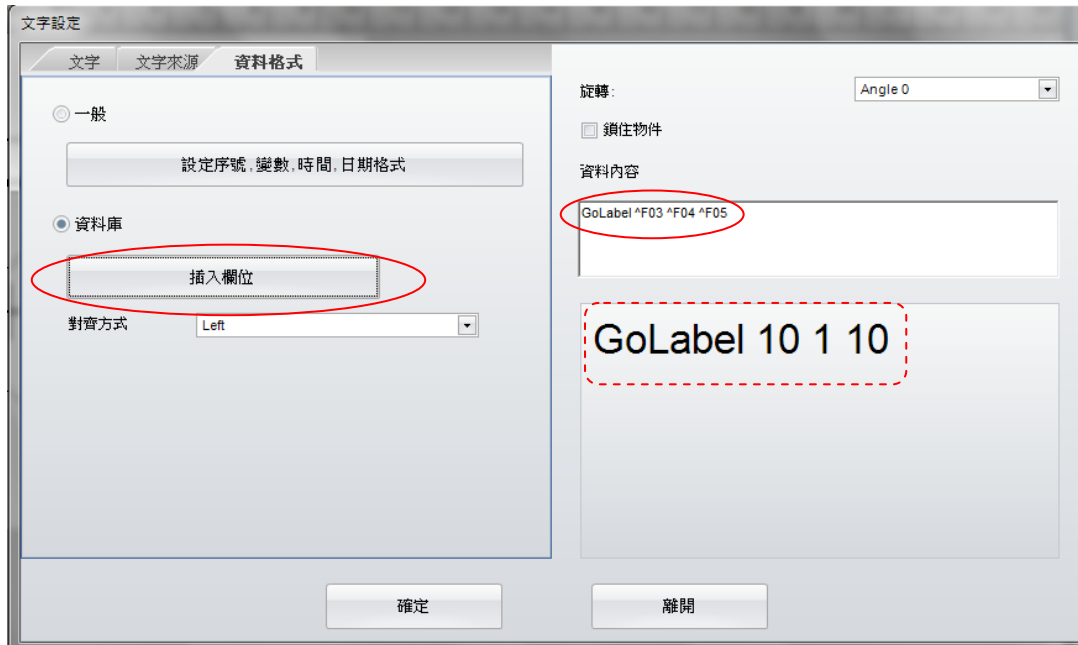 文字設定
文字 文字來源 資料格式
一般
設定序號,變數,時間,日期格式
資料庫
插入欄位
對齊方式 Left
旋轉: Angle 0
鎖住物件
資料內容
GoLabel ^F03 ^F04 ^F05
GoLabel 10 1 10
確定 離開